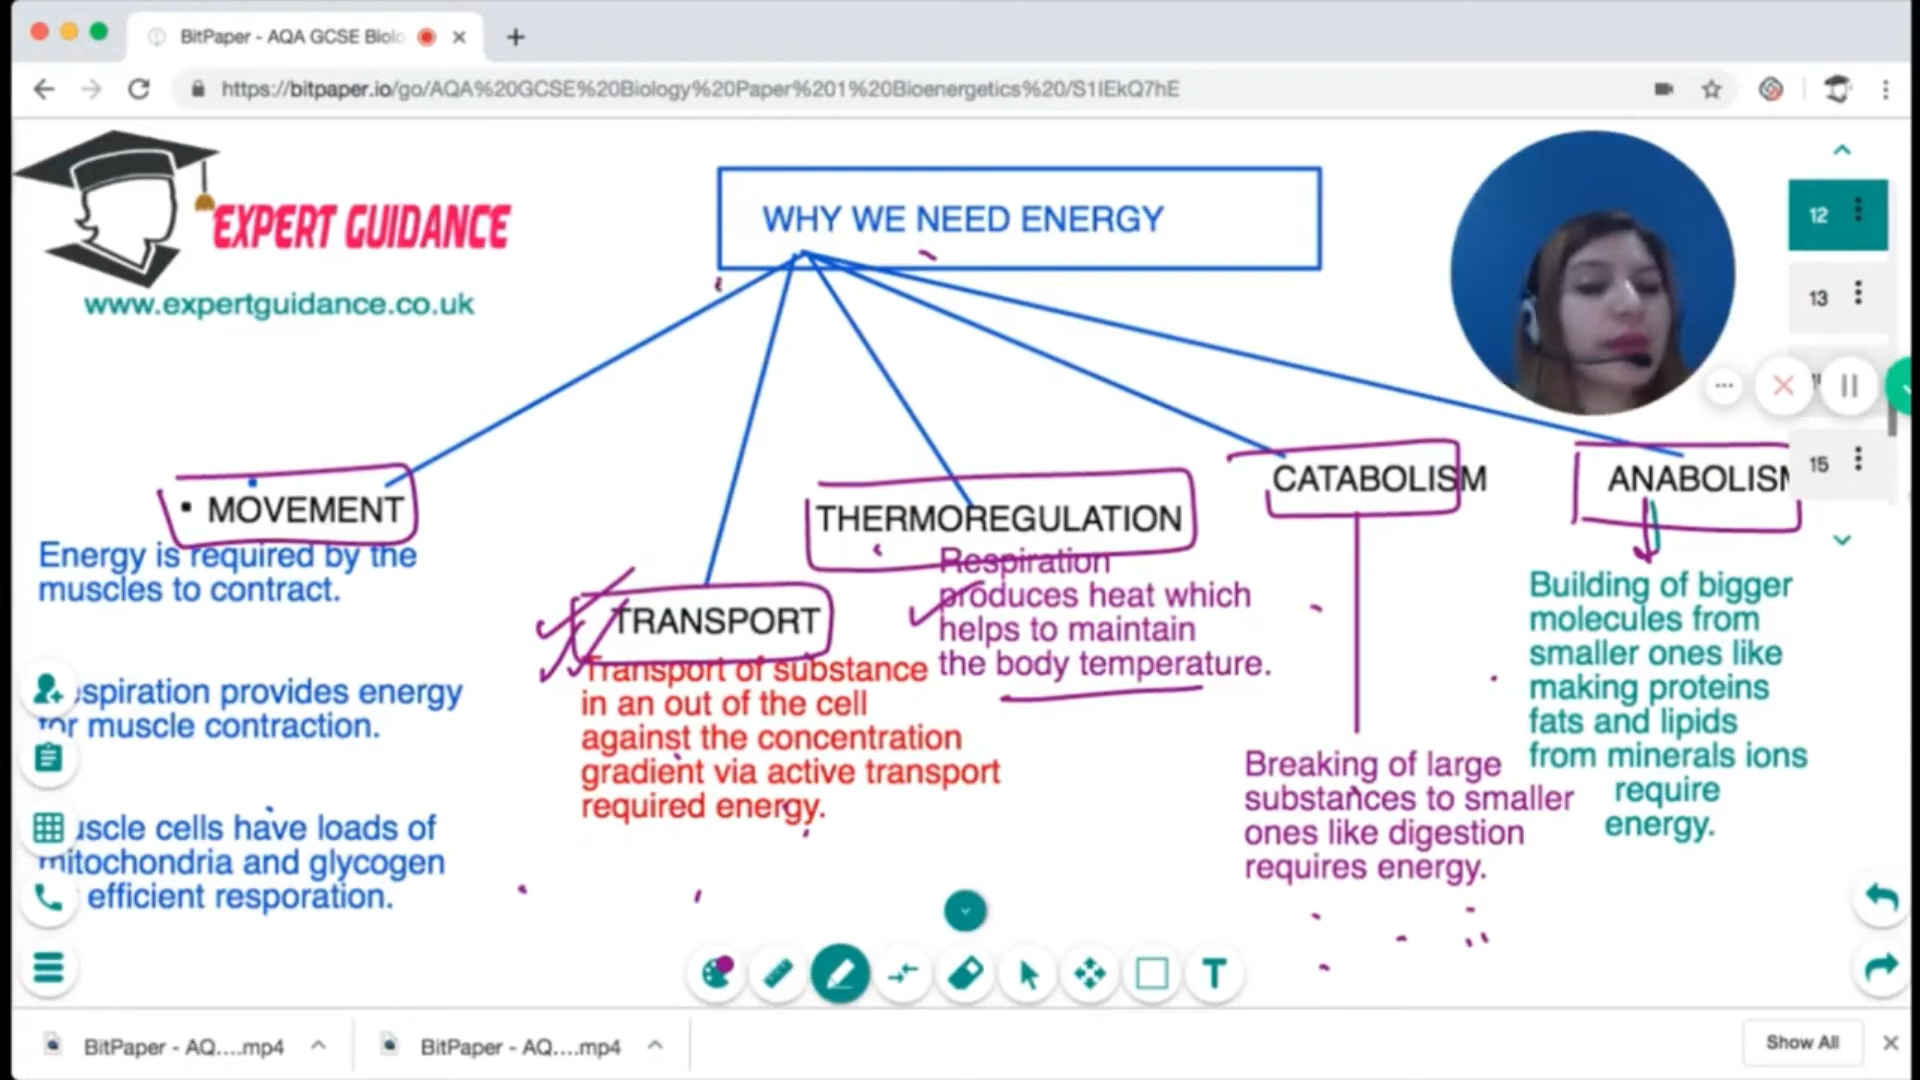 BitPaper - AQA GCSE Biolo
https://bitpaper.io/go/AQA%20GCSE%20Biology%20Paper%201%20Bioenergetics%20/S1IEkQ7hE
EXPERT GUIDANCE
www.expertguidance.co.uk
WHY WE NEED ENERGY
12
13
15
• MOVEMENT
Energy is required by the
muscles to contract.
espiration provides energy
for muscle contraction.
uscle cells have loads of
mitochondria and glycogen
efficient resporation.
TRANSPORT
Transport of substance
in an out of the cell
against the concentration
gradient via active transport
required energy.
THERMOREGULATION
Respiration
produces heat which
helps to maintain
the body temperature.
CATABOLISM
Breaking of large
substances to smaller
ones like digestion
requires energy.
ANABOLISM
Building of bigger
molecules from
smaller ones like
making proteins
fats and lipids
from minerals ions
require
energy.
T
BitPaper - AQ....mp4
BitPaper - AQ....mp4
Show All